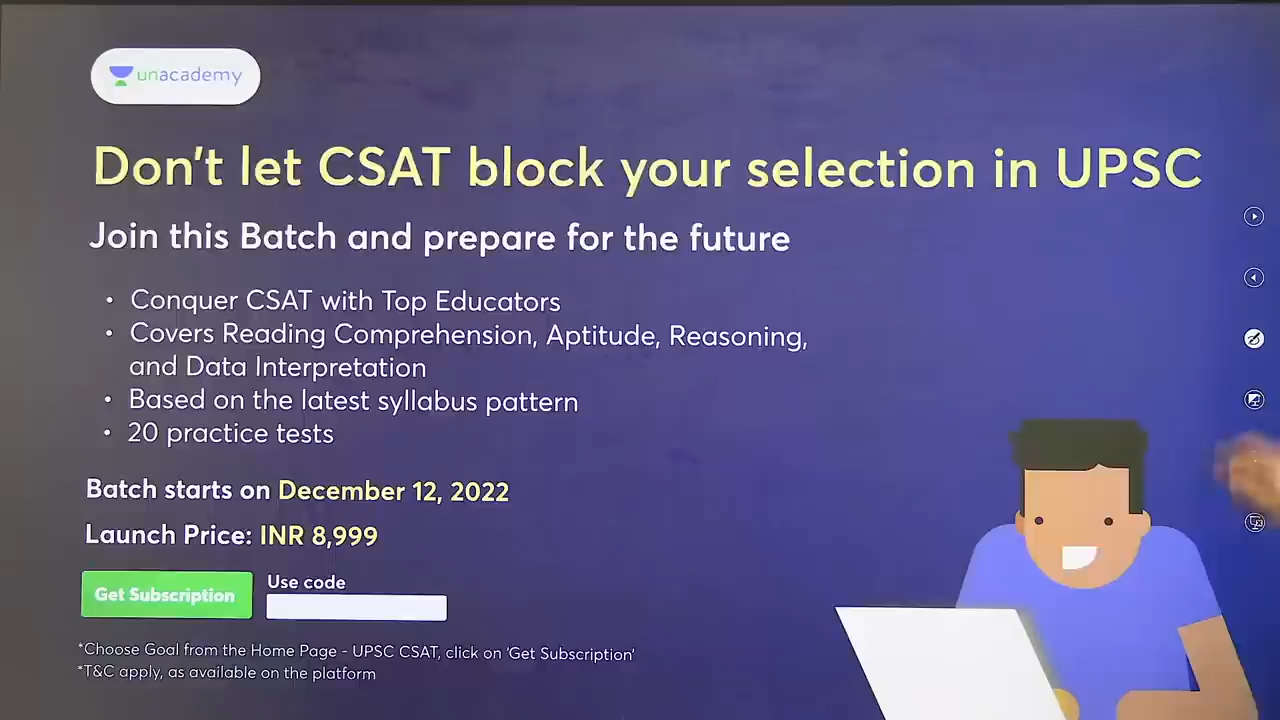 unacademy
Don't let CSAT block your selection in UPSC
Join this Batch and prepare for the future
• Conquer CSAT with Top Educators
• Covers Reading Comprehension, Aptitude, Reasoning,
and Data Interpretation
• Based on the latest syllabus pattern
• 20 practice tests
Batch starts on December 12, 2022
Launch Price: INR 8,999
Use code
Get Subscription
*Choose Goal from the Home Page - UPSC CSAT, click on 'Get Subscription'
*T&C apply, as available on the platform